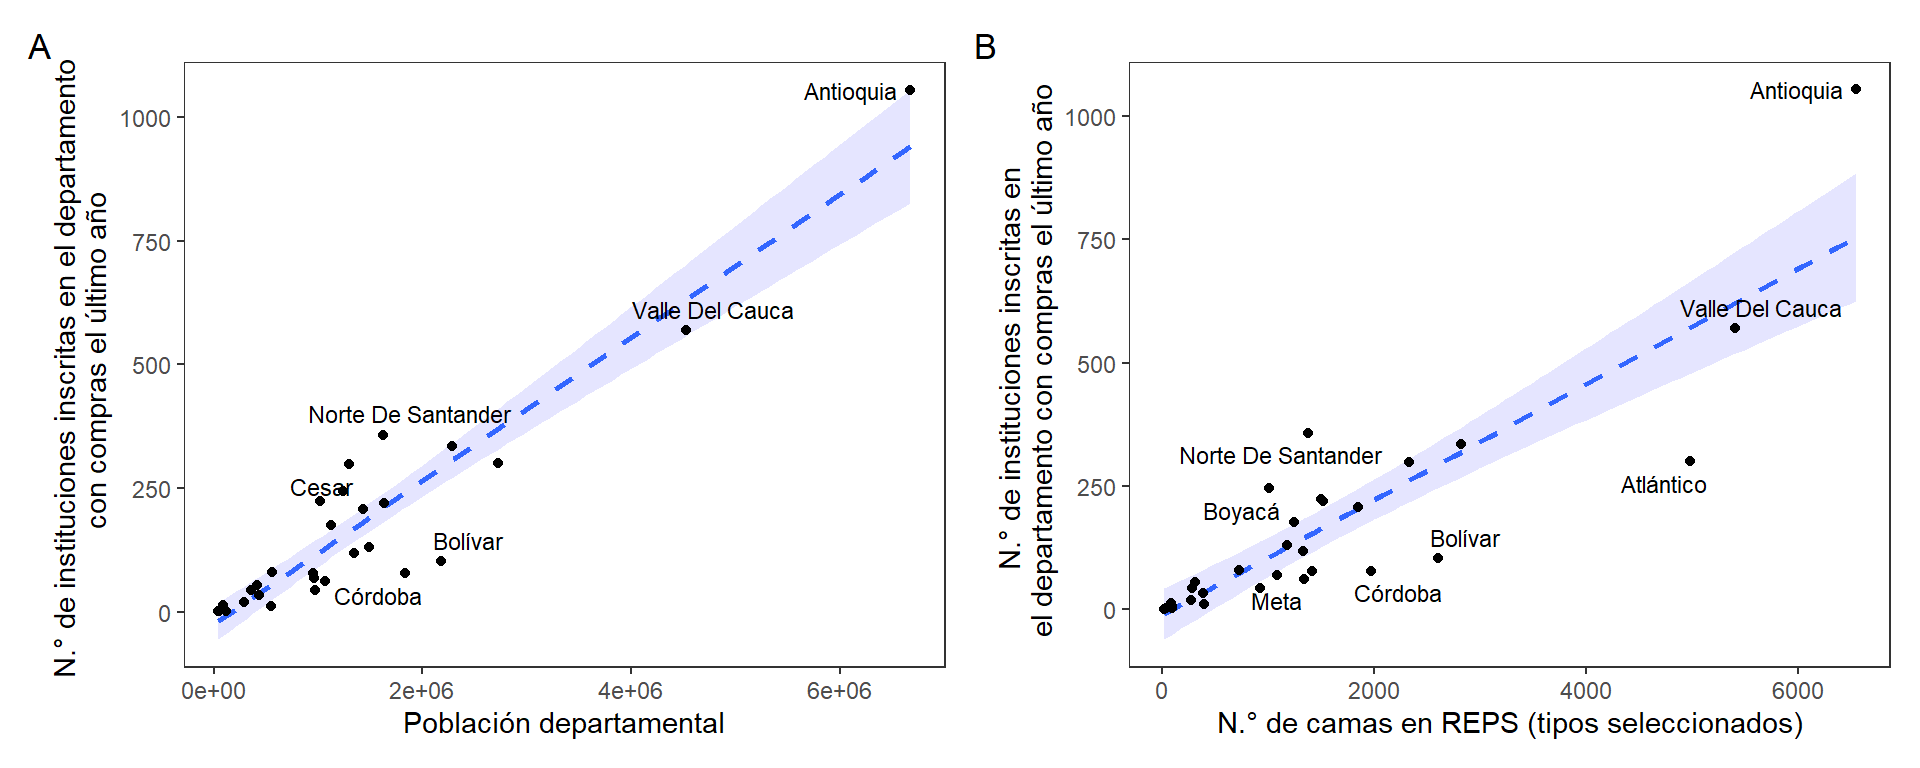 A
N.° de instituciones inscritas en el departamento
con compras el último año
1000
750
500
250
0
Antioquia
Valle Del Cauca
Norte De Santander
Cesar
Bolívar
Córdoba
0e+00
2e+06
4e+06
6e+06
Población departamental
B
N.° de instituciones inscritas en
el departamento con compras el último año
1000
750
500
250
0
Antioquia
Valle Del Cauca
Norte De Santander
Atlántico
Boyacá
Bolívar
Meta
Córdoba
0
2000
4000
6000
N.° de camas en REPS (tipos seleccionados)